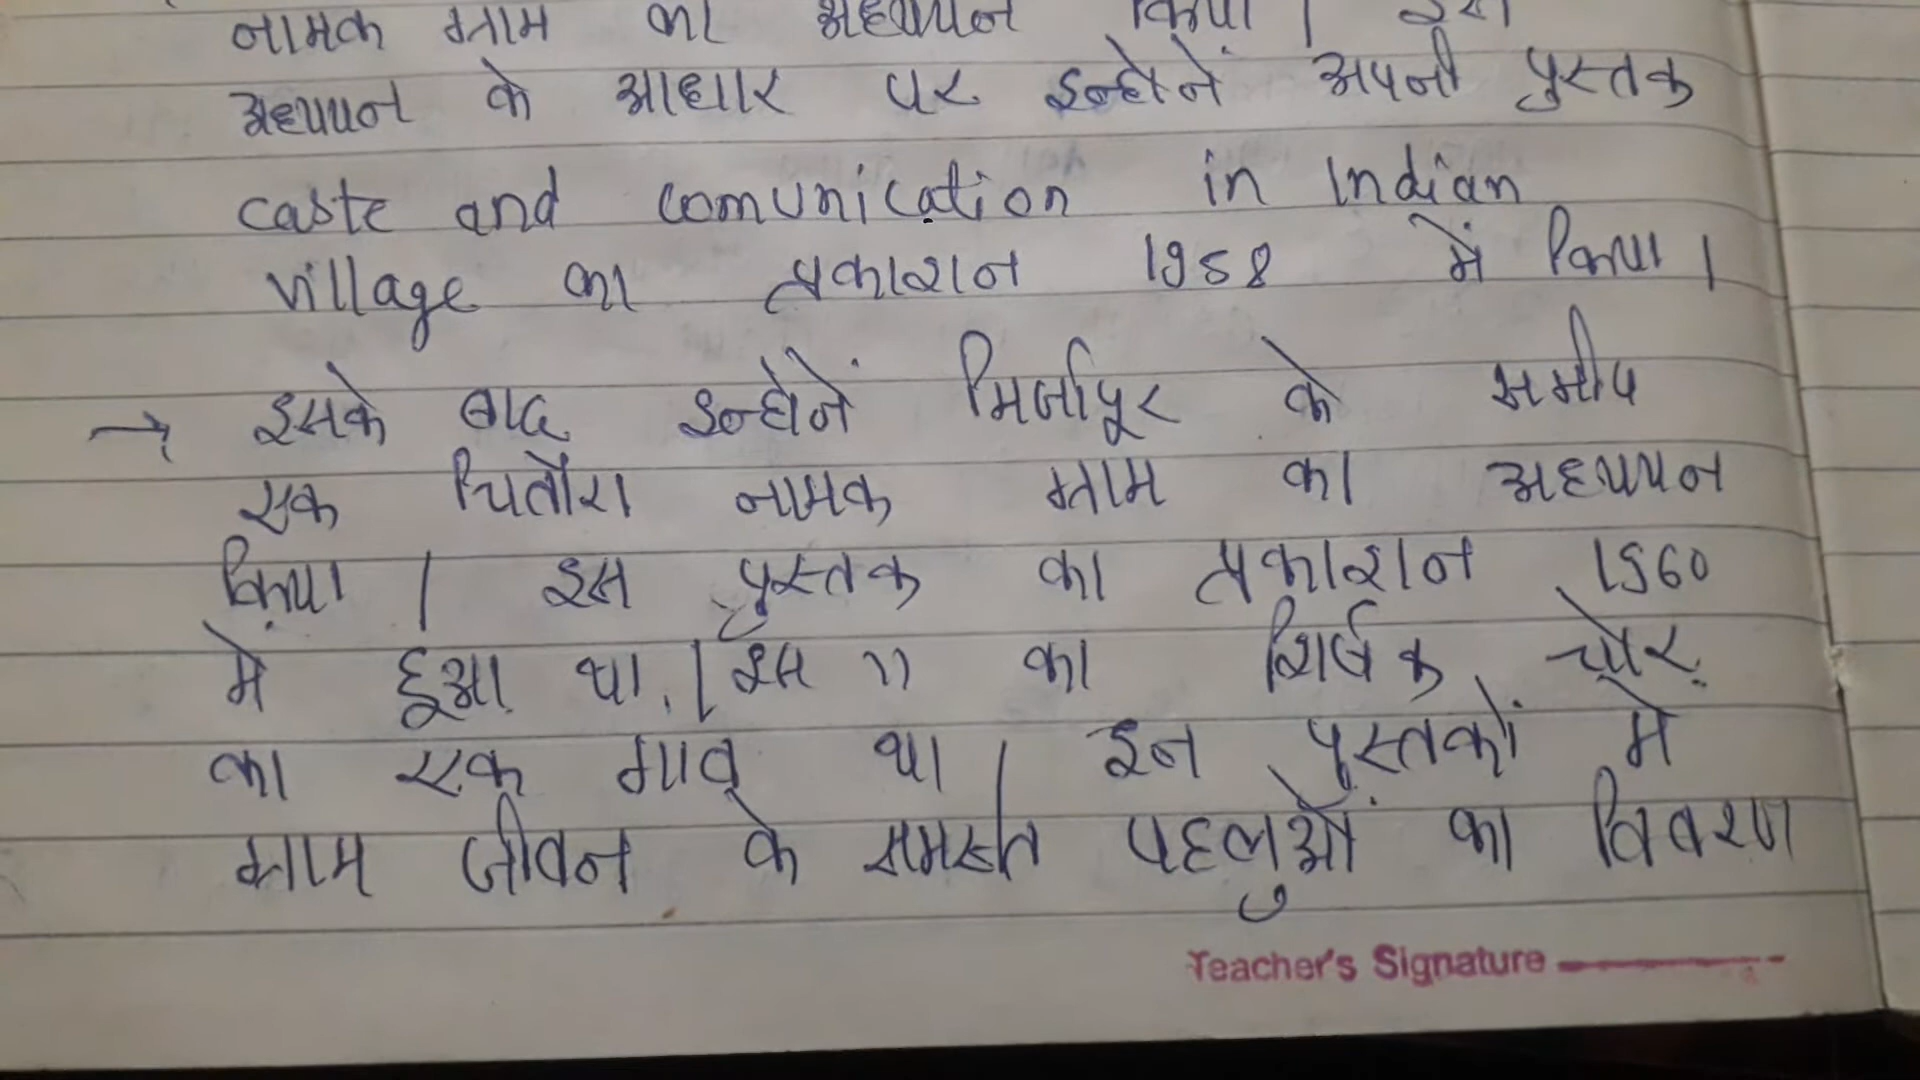 नामक ग्राम का अध्ययन किया | इस
अध्ययन के आधार पर इन्होनें अपनी पुस्तक
caste and comunication in Indian
village का प्रकाशन 1958 में किया |
→ इसके बाद इन्होनें मिर्जापूर के समीप
एक चितौरा नामक ग्राम का अध्ययन
किया | इस पुस्तक का प्रकाशन 1960
मे हुआ था | इस " का शिर्षक चोर
का एक गाव था | इन पुस्तकों मे
ग्राम जीवन के समस्त पहलुओं का विवरण
Teacher's Signature